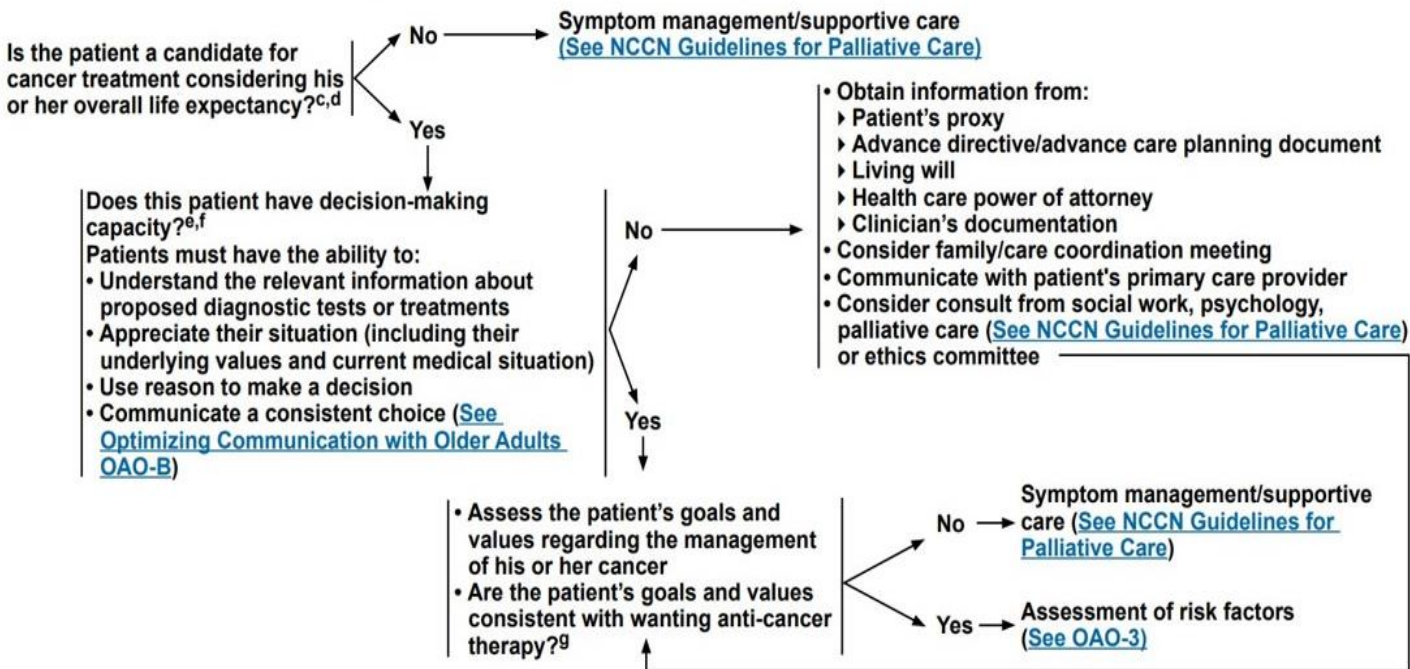 Is the patient a candidate for
cancer treatment considering his
or her overall life expectancy?c,d
No
Symptom management/supportive care
(See NCCN Guidelines for Palliative Care)
Yes
Does this patient have decision-making
capacity?e,f
Patients must have the ability to:
• Understand the relevant information about
proposed diagnostic tests or treatments
• Appreciate their situation (including their
underlying values and current medical situation)
• Use reason to make a decision
• Communicate a consistent choice (See
Optimizing Communication with Older Adults
OAO-B)
No
• Obtain information from:
▸ Patient's proxy
▸ Advance directive/advance care planning document
▸ Living will
▸ Health care power of attorney
▸ Clinician's documentation
• Consider family/care coordination meeting
• Communicate with patient's primary care provider
• Consider consult from social work, psychology,
palliative care (See NCCN Guidelines for Palliative Care)
or ethics committee
Yes
• Assess the patient's goals and
values regarding the management
of his or her cancer
• Are the patient's goals and values
consistent with wanting anti-cancer
therapy?g
No
Symptom management/supportive
care (See NCCN Guidelines for
Palliative Care)
Yes
Assessment of risk factors
(See OAO-3)